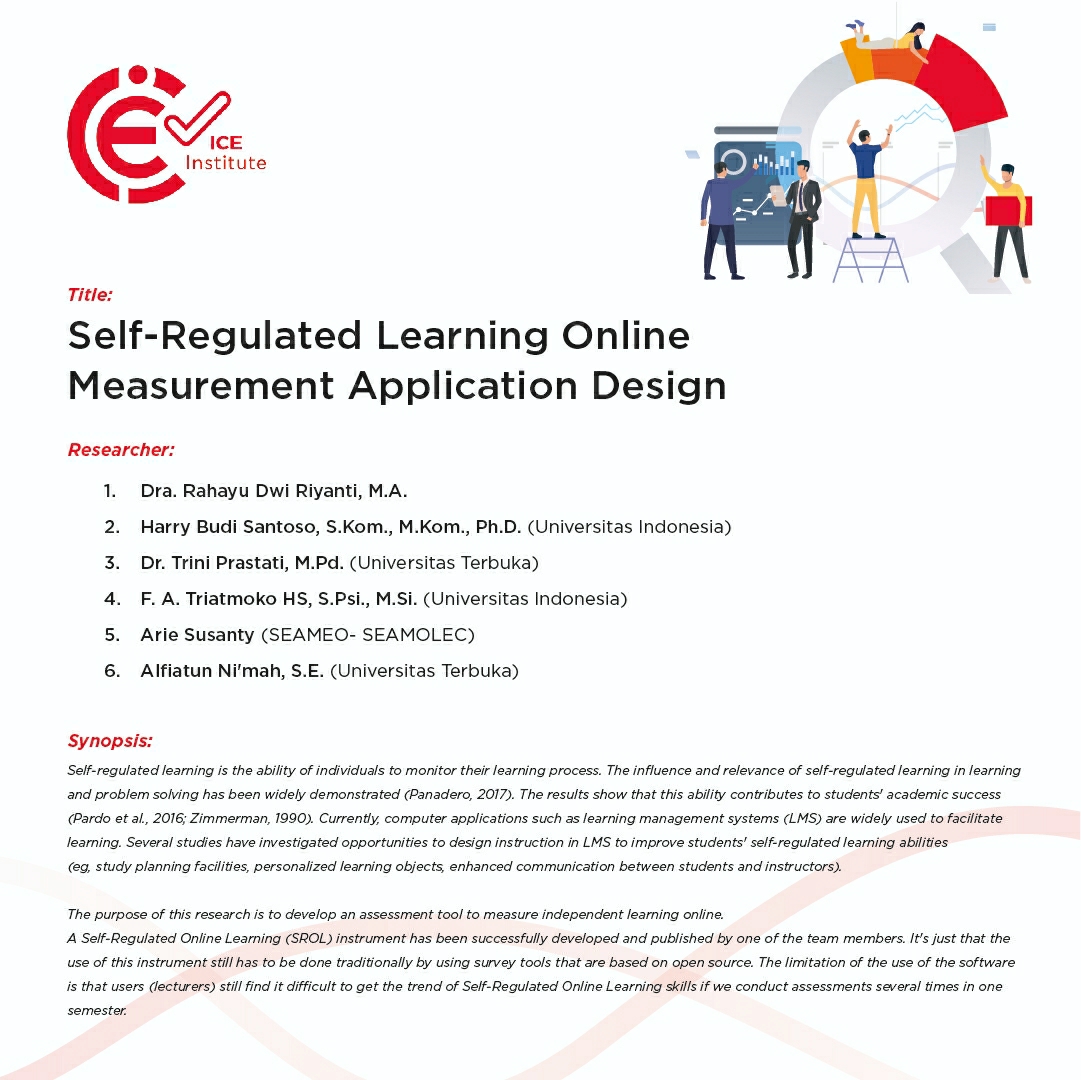 ICE
Institute
Title:
Self-Regulated Learning Online
Measurement Application Design
Researcher:
1. Dra. Rahayu Dwi Riyanti, M.A.
2. Harry Budi Santoso, S.Kom., M.Kom., Ph.D. (Universitas Indonesia)
3. Dr. Trini Prastati, M.Pd. (Universitas Terbuka)
4. F. A. Triatmoko HS, S.Psi., M.Si. (Universitas Indonesia)
5. Arie Susanty (SEAMEO- SEAMOLEC)
6. Alfiatun Ni'mah, S.E. (Universitas Terbuka)
Synopsis:
Self-regulated learning is the ability of individuals to monitor their learning process. The influence and relevance of self-regulated learning in learning
and problem solving has been widely demonstrated (Panadero, 2017). The results show that this ability contributes to students' academic success
(Pardo et al., 2016; Zimmerman, 1990). Currently, computer applications such as learning management systems (LMS) are widely used to facilitate
learning. Several studies have investigated opportunities to design instruction in LMS to improve students' self-regulated learning abilities
(eg, study planning facilities, personalized learning objects, enhanced communication between students and instructors).
The purpose of this research is to develop an assessment tool to measure independent learning online.
A Self-Regulated Online Learning (SROL) instrument has been successfully developed and published by one of the team members. It's just that the
use of this instrument still has to be done traditionally by using survey tools that are based on open source. The limitation of the use of the software
is that users (lecturers) still find it difficult to get the trend of Self-Regulated Online Learning skills if we conduct assessments several times in one
semester.